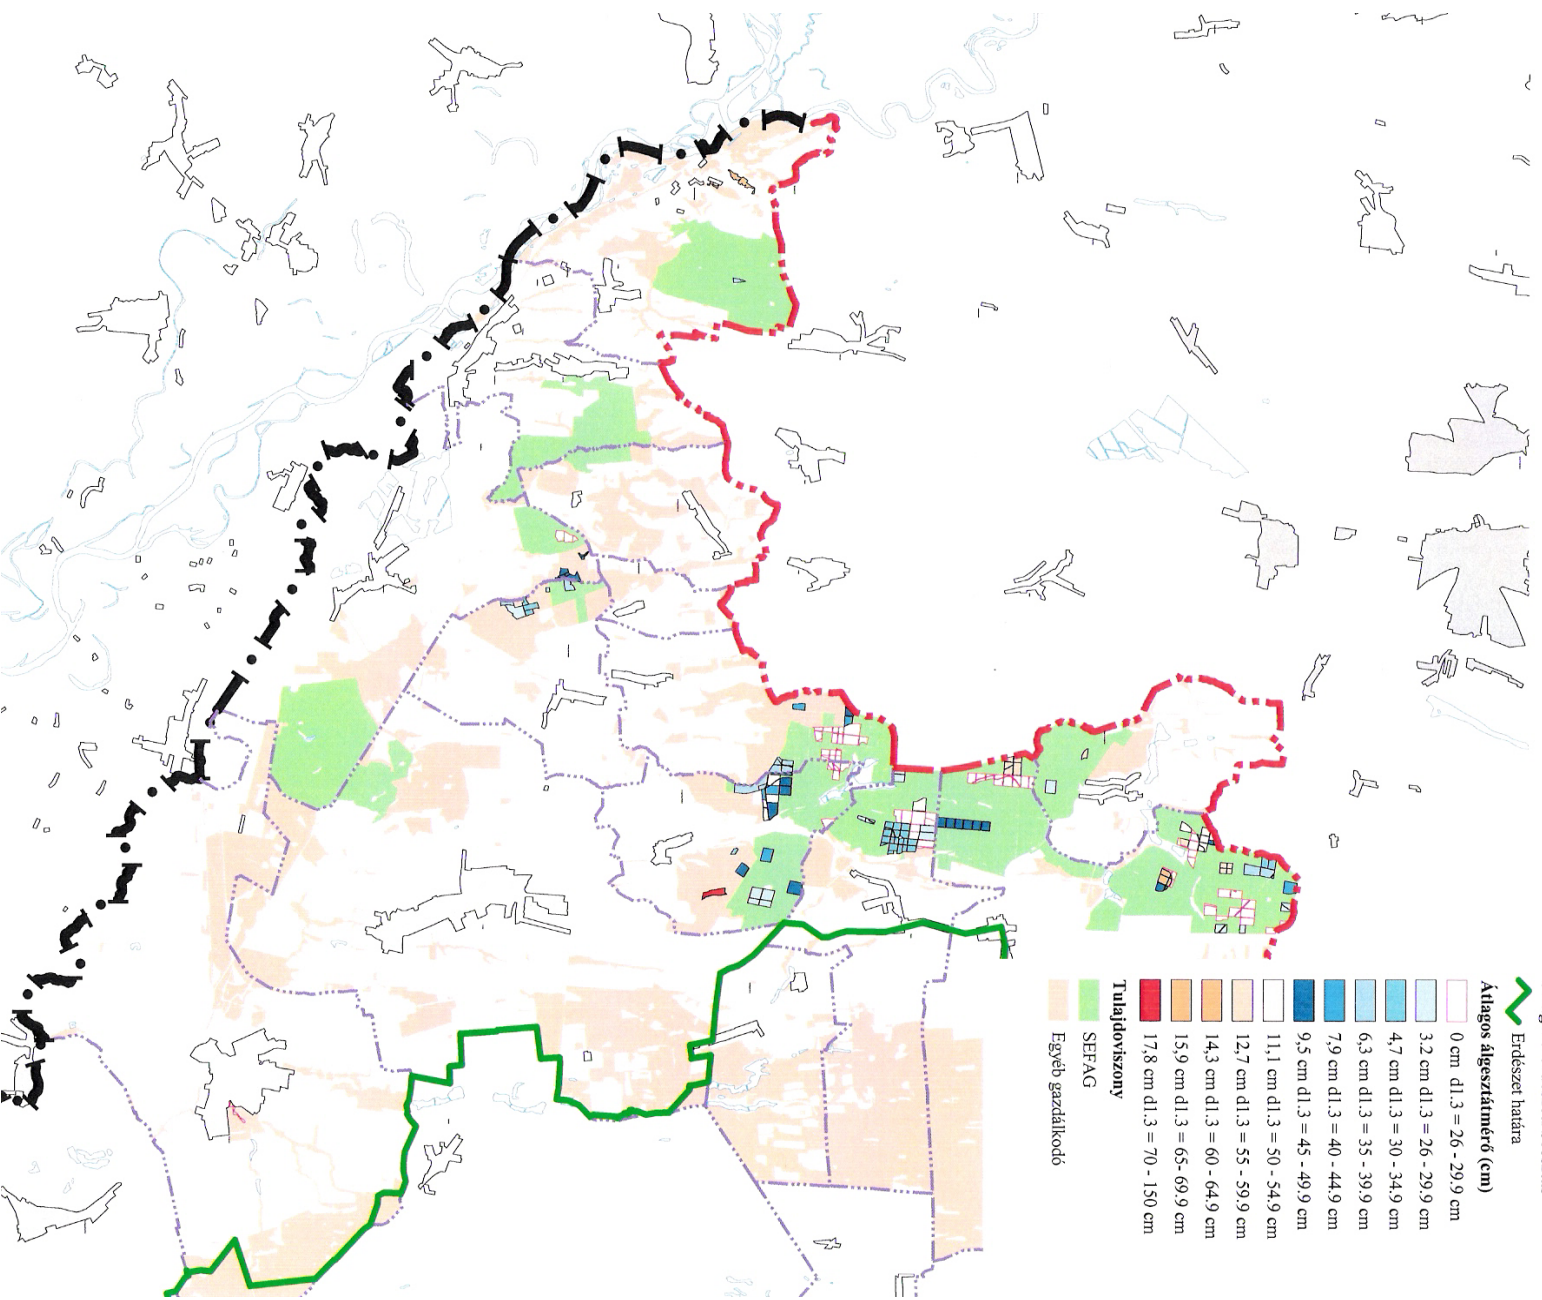 Erdészet határa
Átlagos álgesztátmérő (cm)
0 cm d1.3 = 26 - 29.9 cm
3.2 cm d1.3 = 26 - 29.9 cm
4,7 cm d1.3 = 30 - 34.9 cm
6,3 cm d1.3 = 35 - 39.9 cm
7,9 cm d1.3 = 40 - 44.9 cm
9,5 cm d1.3 = 45 - 49.9 cm
11,1 cm d1.3 = 50 - 54.9 cm
12,7 cm d1.3 = 55 - 59.9 cm
14,3 cm d1.3 = 60 - 64.9 cm
15,9 cm d1.3 = 65- 69.9 cm
17,8 cm d1.3 = 70 - 150 cm
Tulajdoviszony
SEFAG
Egyéb gazdálkodó